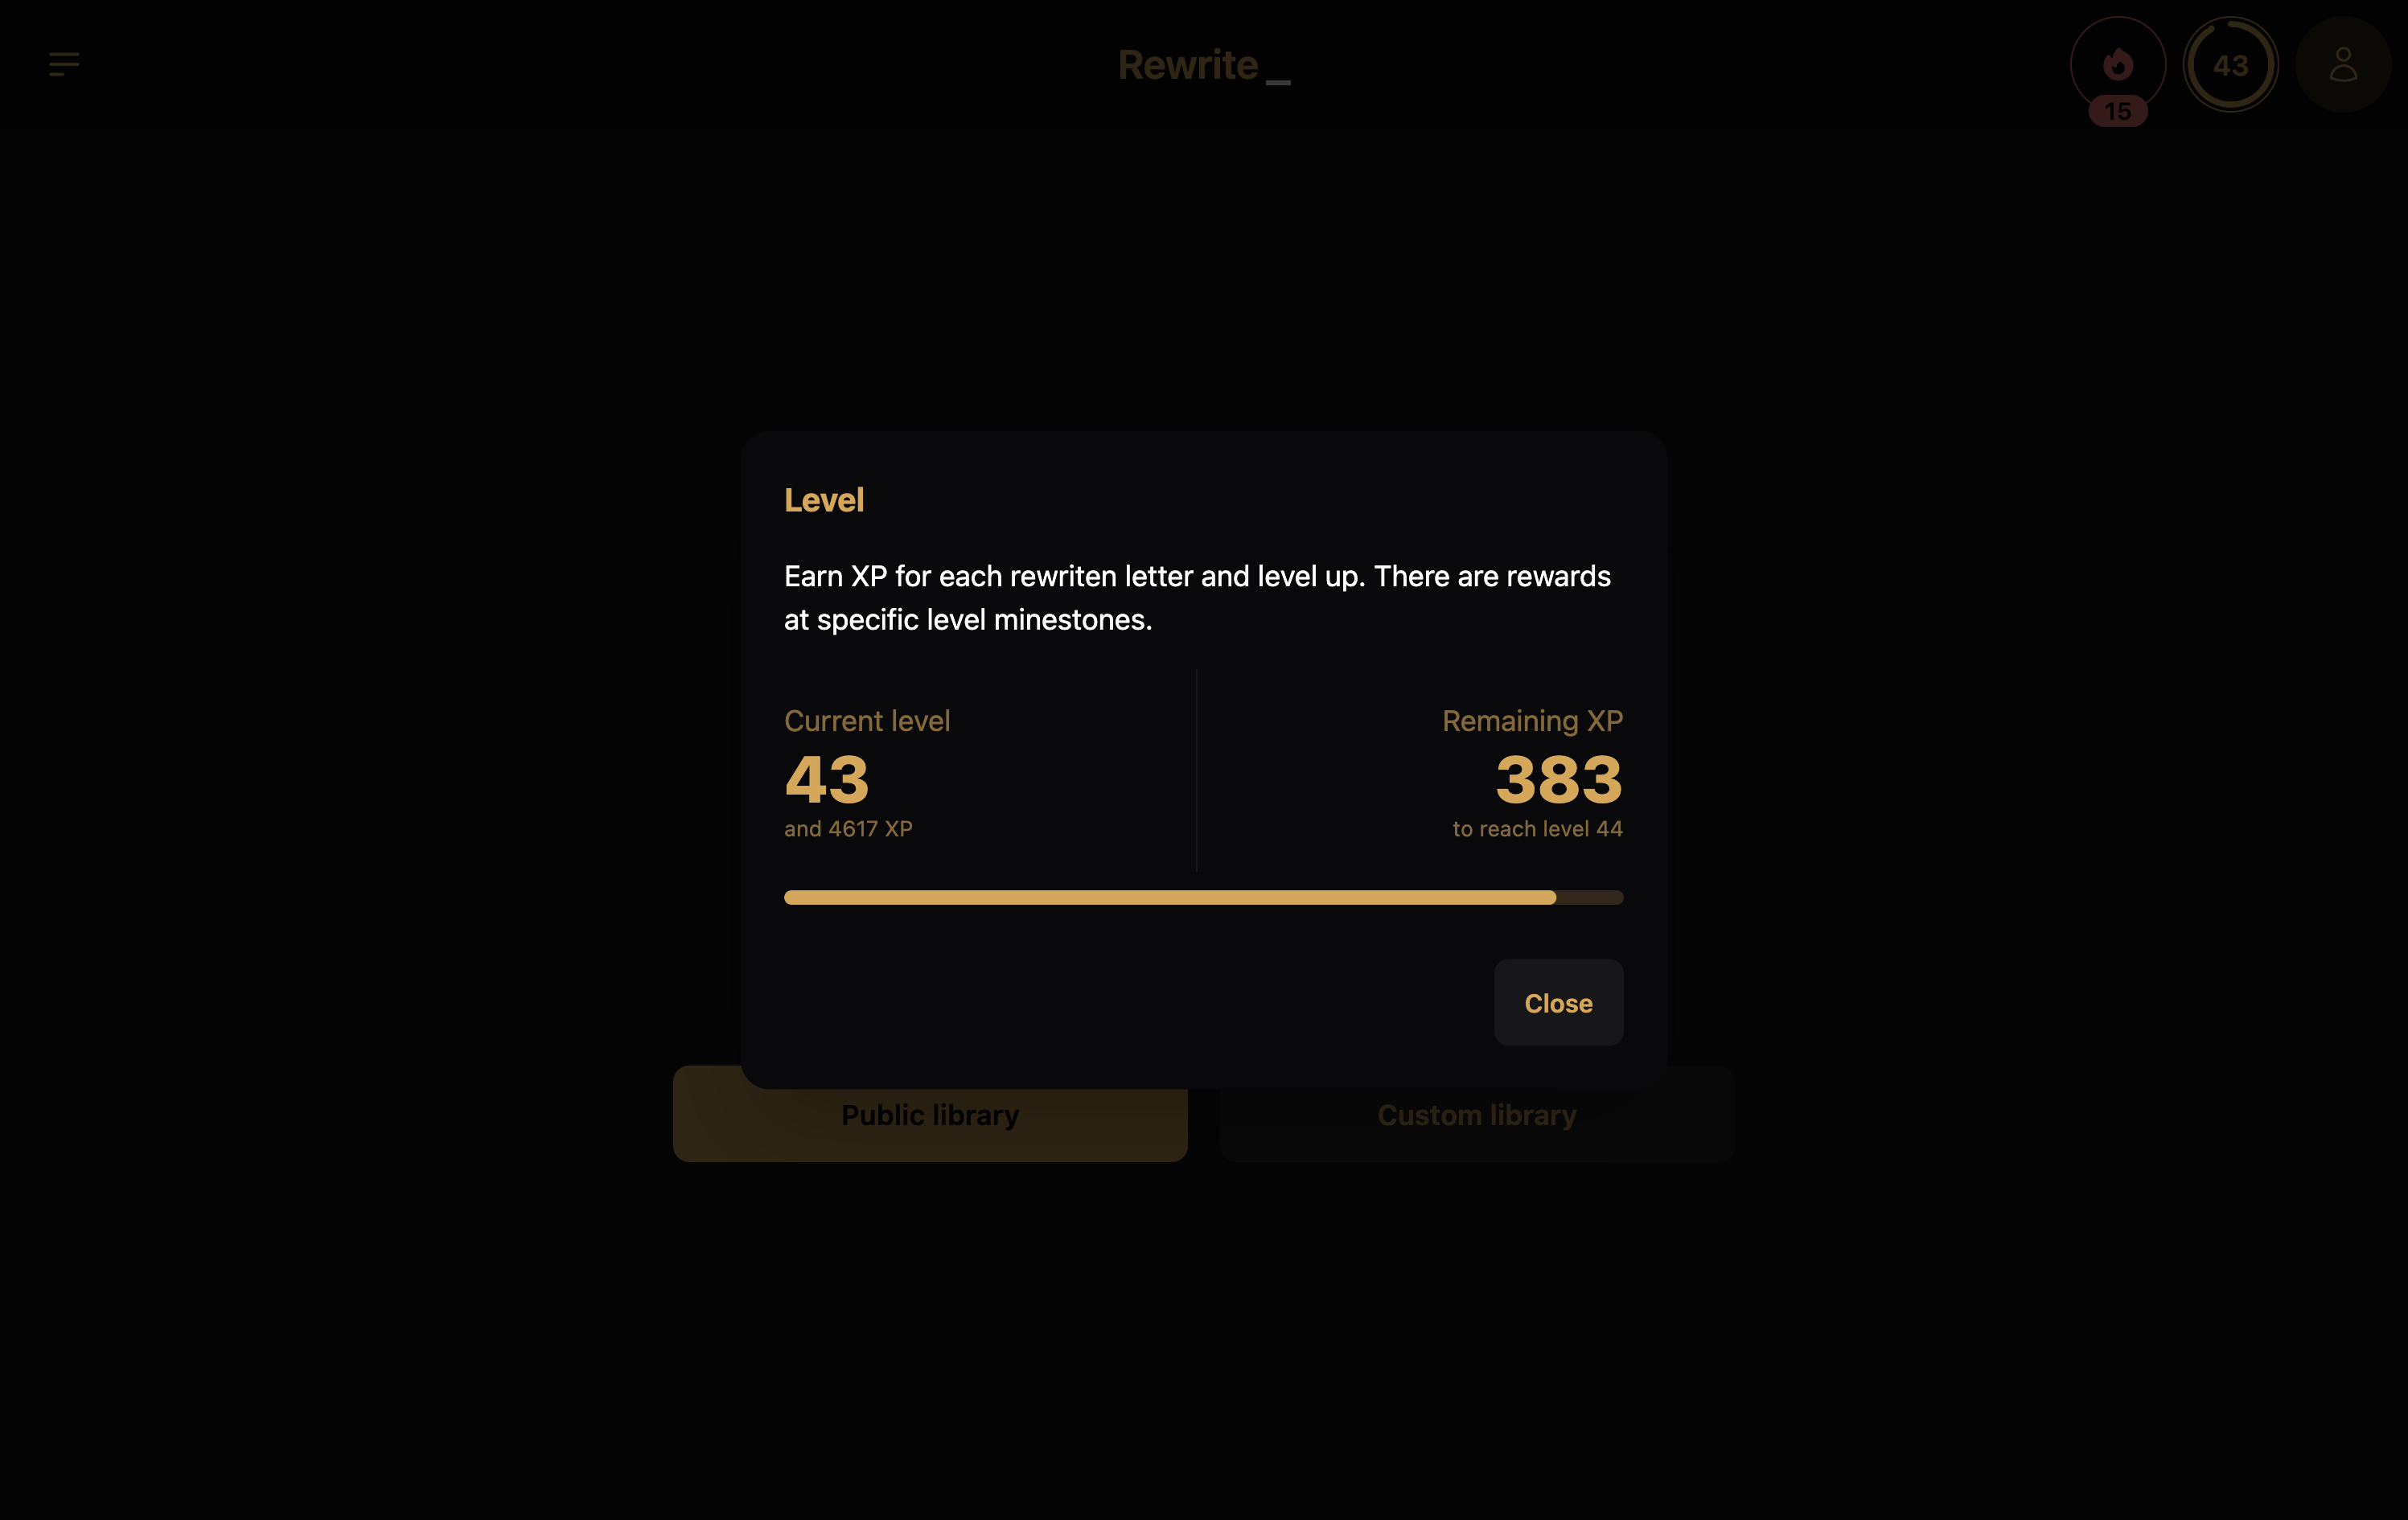 Rewrite_
43
15
Level
Earn XP for each rewriten letter and level up. There are rewards
at specific level minestones.
Current level
43
and 4617 XP
Remaining XP
383
to reach level 44
Close
Public library
Custom library